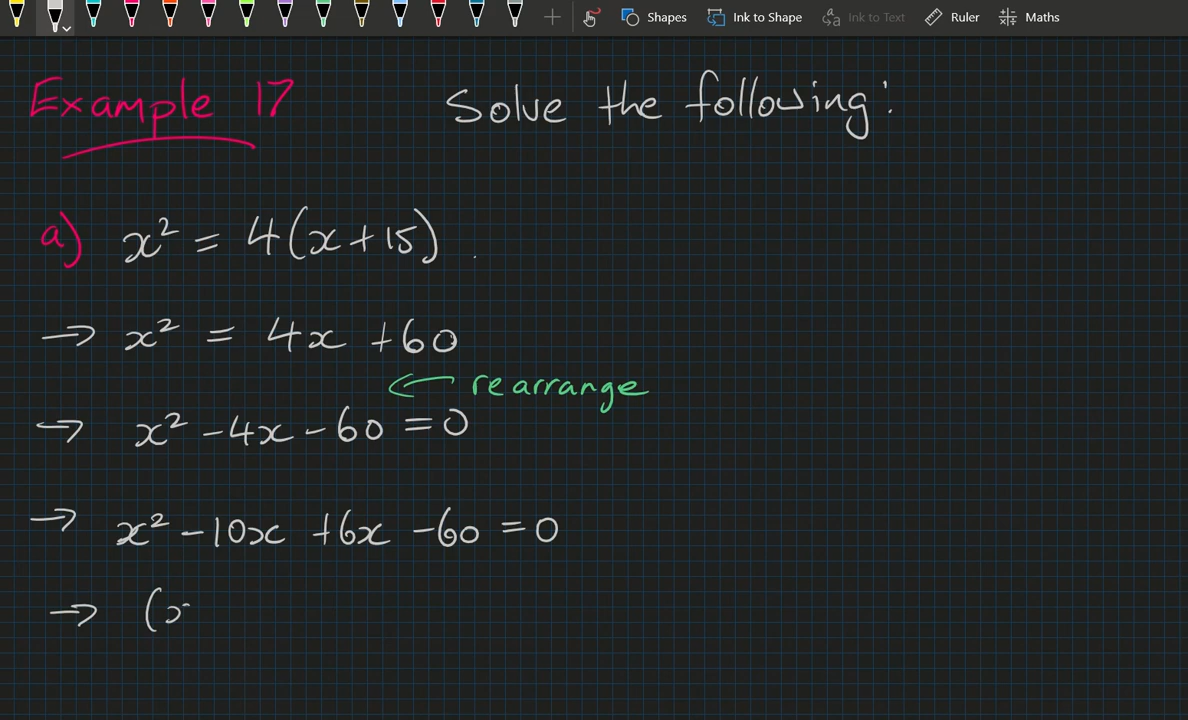 Shapes Ink to Shape Ink to Text Ruler Maths
Example 17 Solve the following:
a) x² = 4(x+15)
→ x² = 4x +60
← rearrange
→ x² -4x -60 = 0
→ x² -10x +6x -60 = 0
→ (x